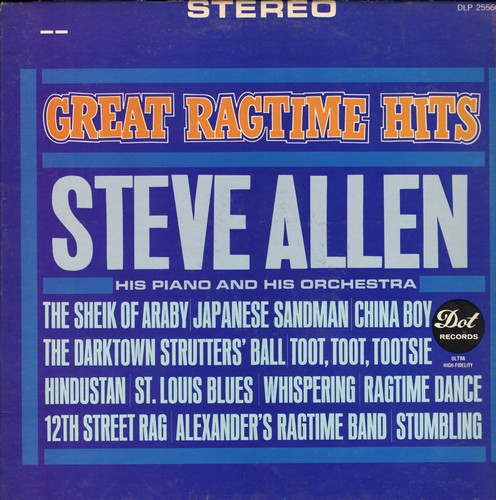 STEREO
DLP 25566
GREAT RAGTIME HITS
STEVE ALLEN
HIS PIANO AND HIS ORCHESTRA
THE SHEIK OF ARABY JAPANESE SANDMAN CHINA BOY
THE DARKTOWN STRUTTERS' BALL TOOT, TOOT, TOOTSIE
HINDUSTAN ST. LOUIS BLUES WHISPERING RAGTIME DANCE
12TH STREET RAG ALEXANDER'S RAGTIME BAND STUMBLING
Dot
RECORDS
ULTRA
HIGH-FIDELITY